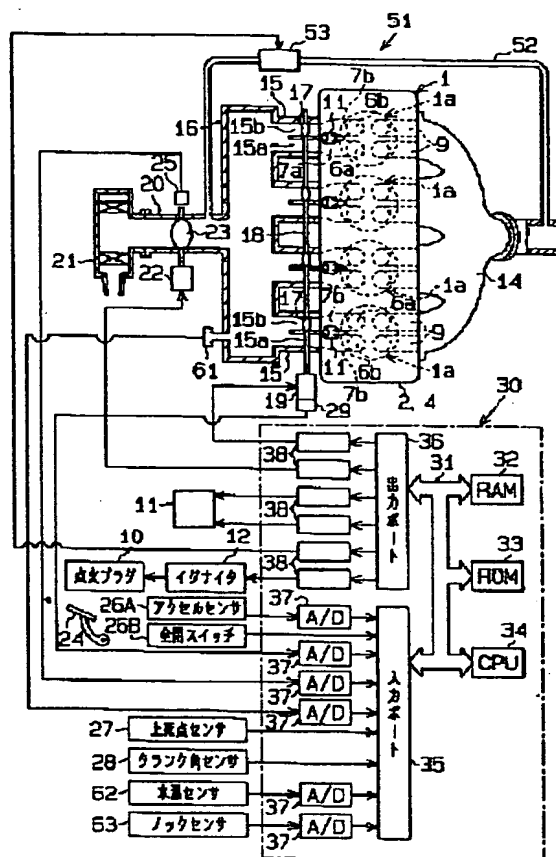 51
53
52
16
15
17
7b
1
11
6b
1a
15b
15a
9
25
20
7a
6a
1a
21
23
18
1a
22
17
7b
6a
14
15b
15a
9
61
15
11
6b
1a
7b
2, 4
19
29
30
36
31
38
出力ポート
32
RAM
11
38
10
12
38
33
ROM
点火プラグ
イグナイタ
26A
アクセルセンサ
37
A/D
24
26B
全閉スイッチ
34
CPU
37
A/D
37
A/D
入力ポート
37
A/D
27
上死点センサ
35
28
クランク角センサ
62
水温センサ
37
A/D
63
ノックセンサ
37
A/D